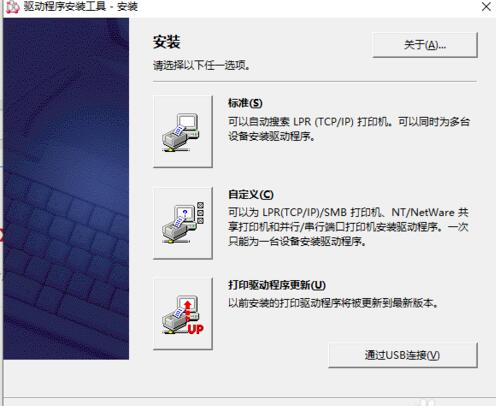 驱动程序安装工具 - 安装
安装
关于(A)...
请选择以下任一选项。
标准(S)
可以自动搜索 LPR (TCP/IP) 打印机。可以同时为多台
设备安装驱动程序。
自定义(C)
可以为 LPR(TCP/IP)/SMB 打印机、NT/NetWare 共
享打印机和并行/串行端口打印机安装驱动程序。一次
只能为一台设备安装驱动程序。
打印驱动程序更新(U)
以前安装的打印驱动程序将被更新到最新版本。
UP
通过USB连接(V)